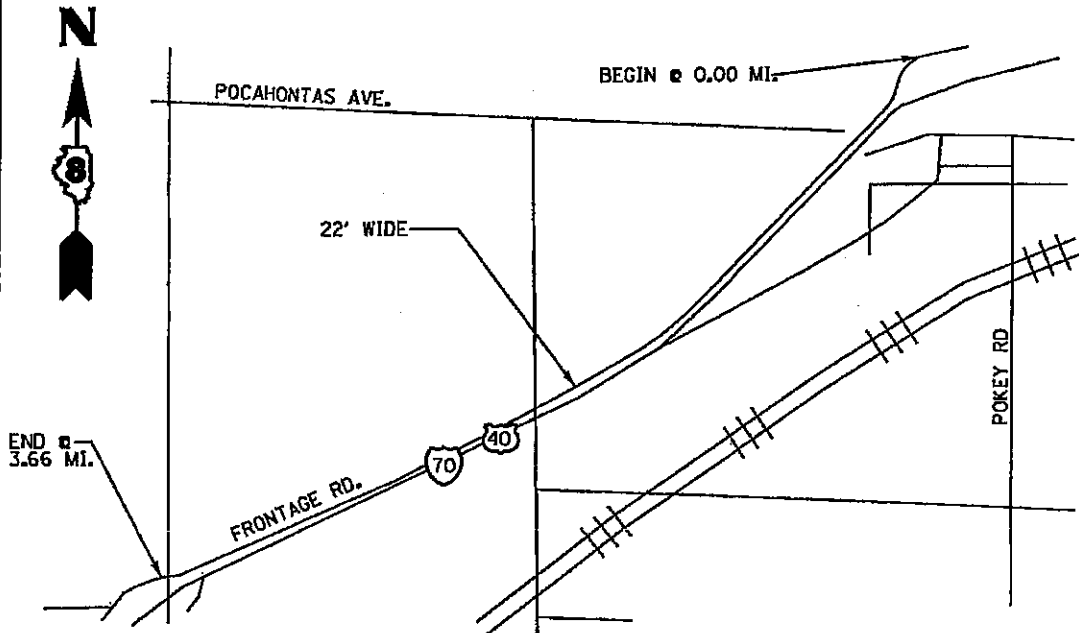 N
8
BEGIN @ 0.00 MI.
POCAHONTAS AVE.
22' WIDE
POKEY RD
END @
3.66 MI.
40
70
FRONTAGE RD.